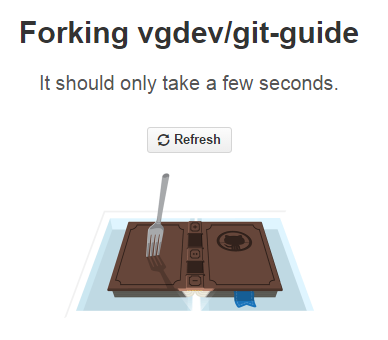 Forking vgdev/git-guide
It should only take a few seconds.
Refresh